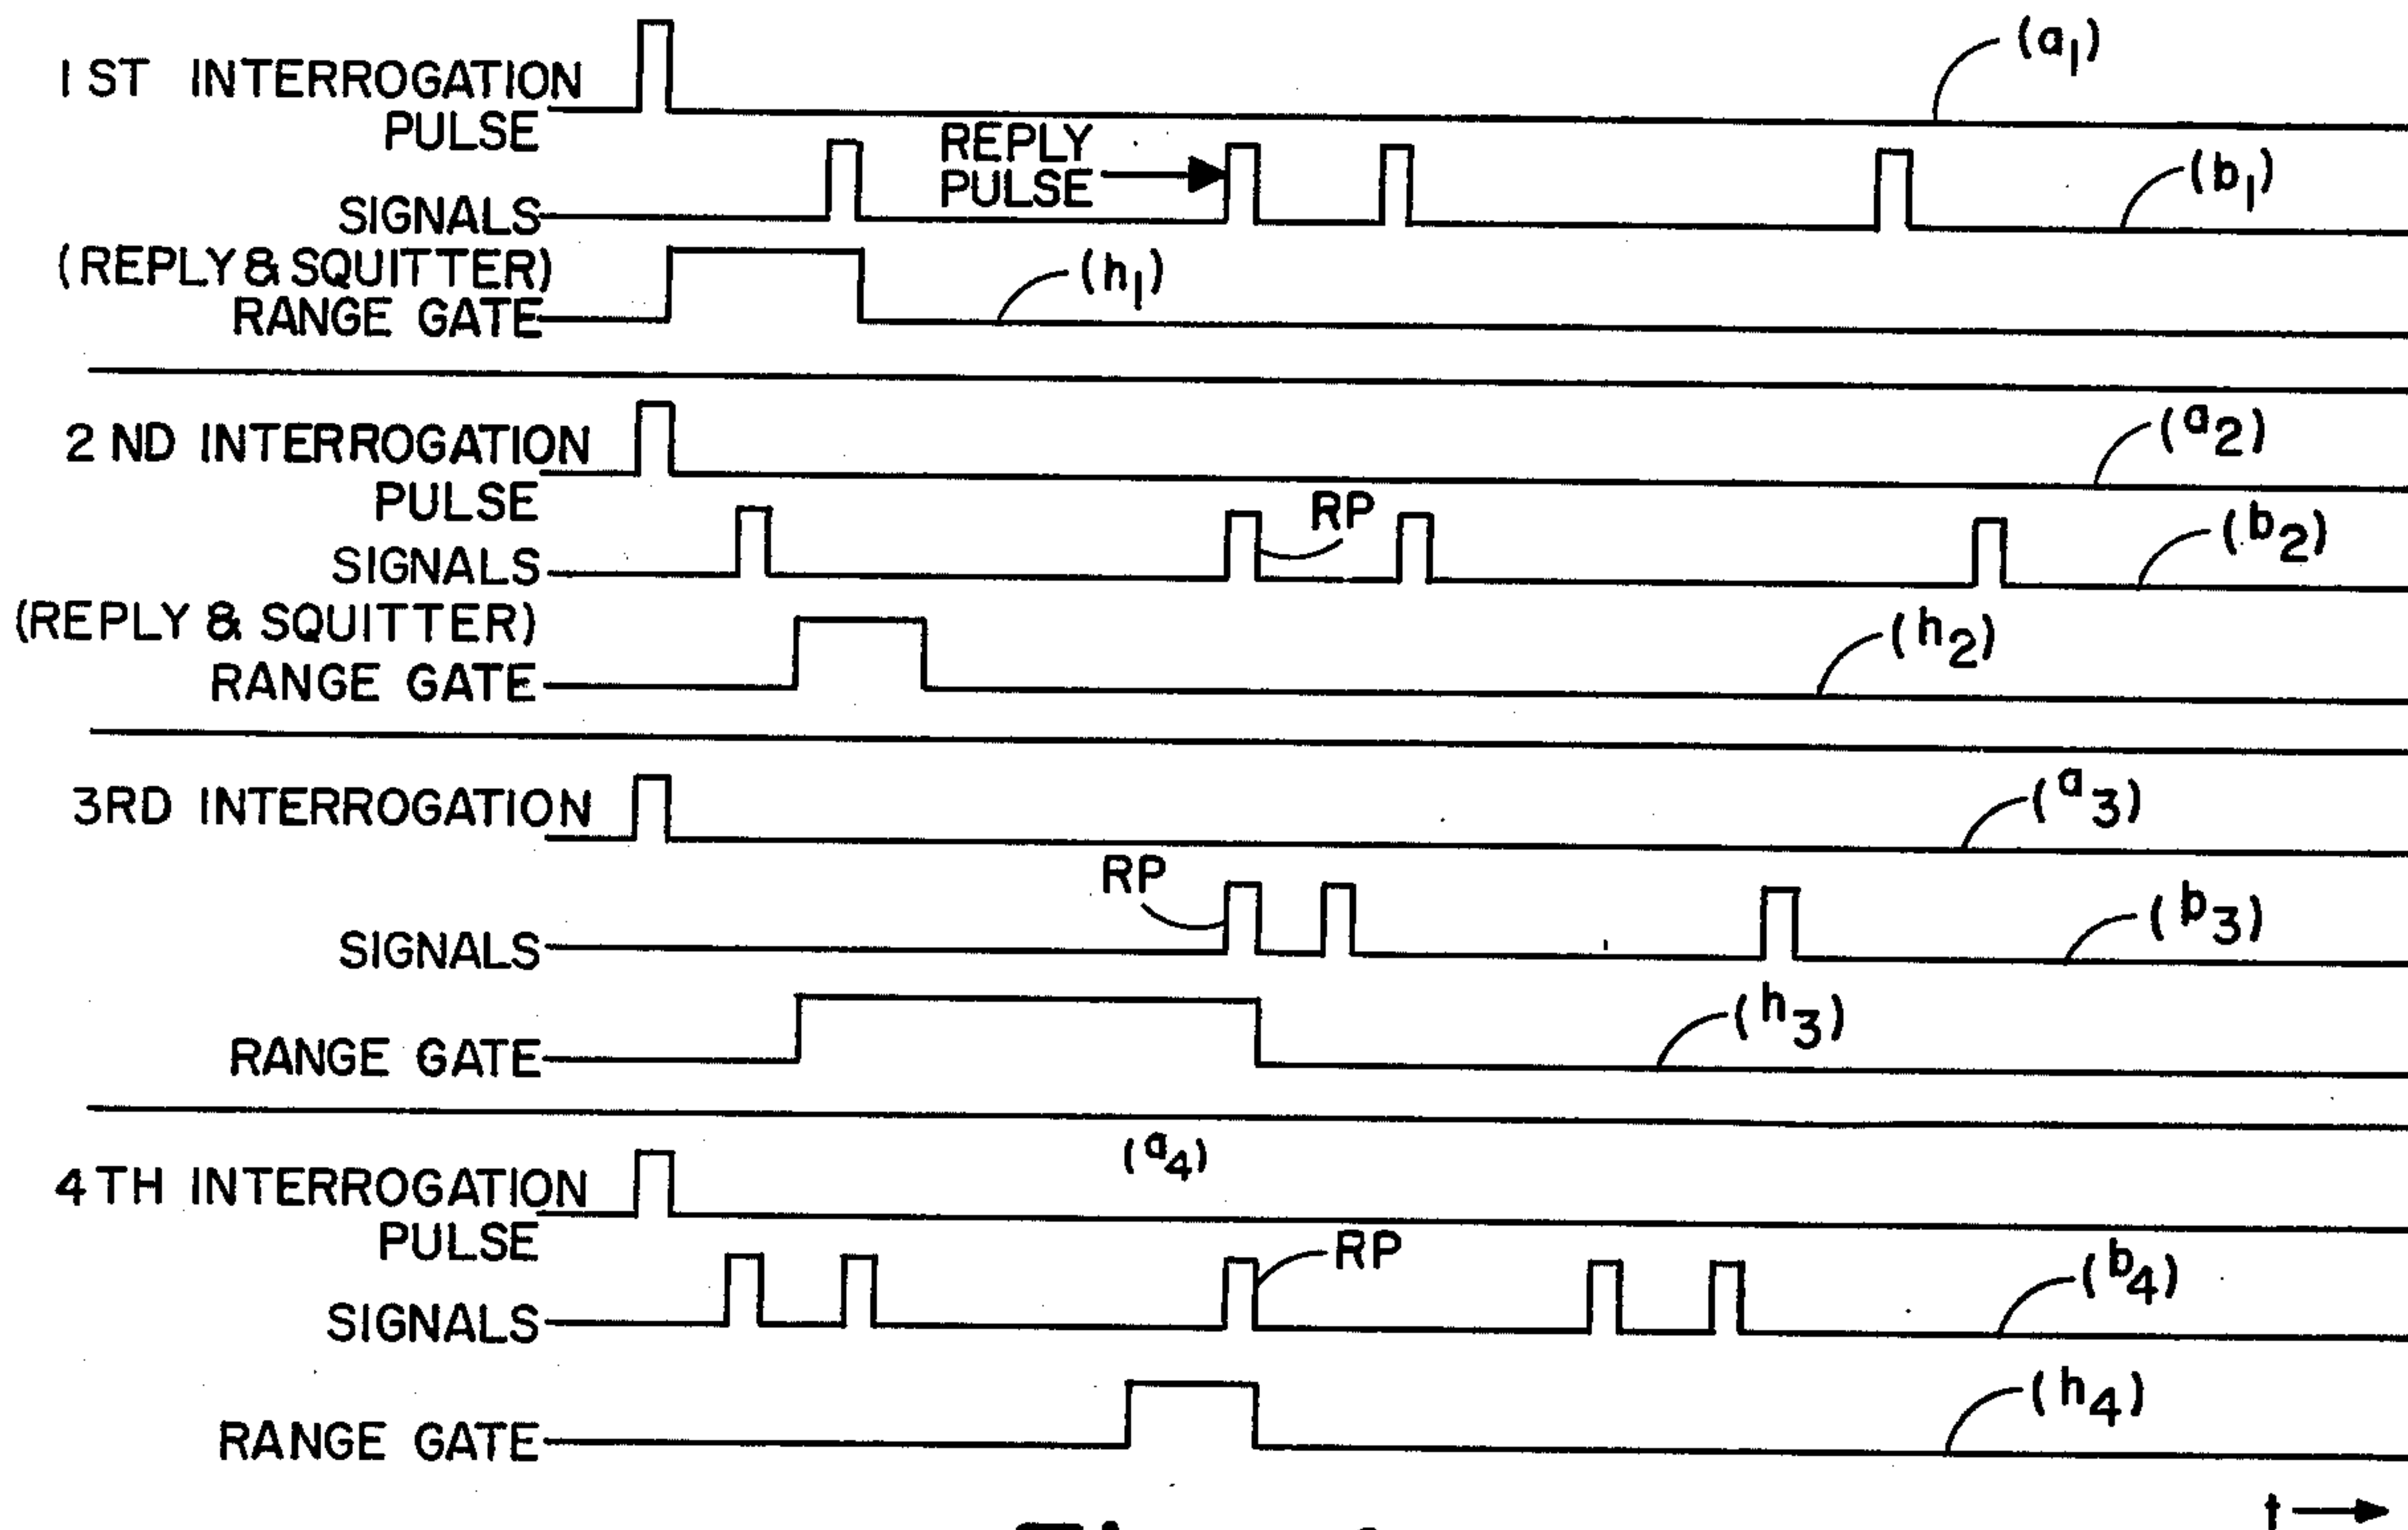 1 ST INTERROGATION
PULSE
(a1)
REPLY
PULSE
SIGNALS
(b1)
(REPLY & SQUITTER)
RANGE GATE
(h1)
2 ND INTERROGATION
PULSE
(a2)
RP
SIGNALS
(b2)
(REPLY & SQUITTER)
RANGE GATE
(h2)
3RD INTERROGATION
(a3)
RP
SIGNALS
(b3)
RANGE GATE
(h3)
(a4)
4TH INTERROGATION
PULSE
RP
SIGNALS
(b4)
RANGE GATE
(h4)
t